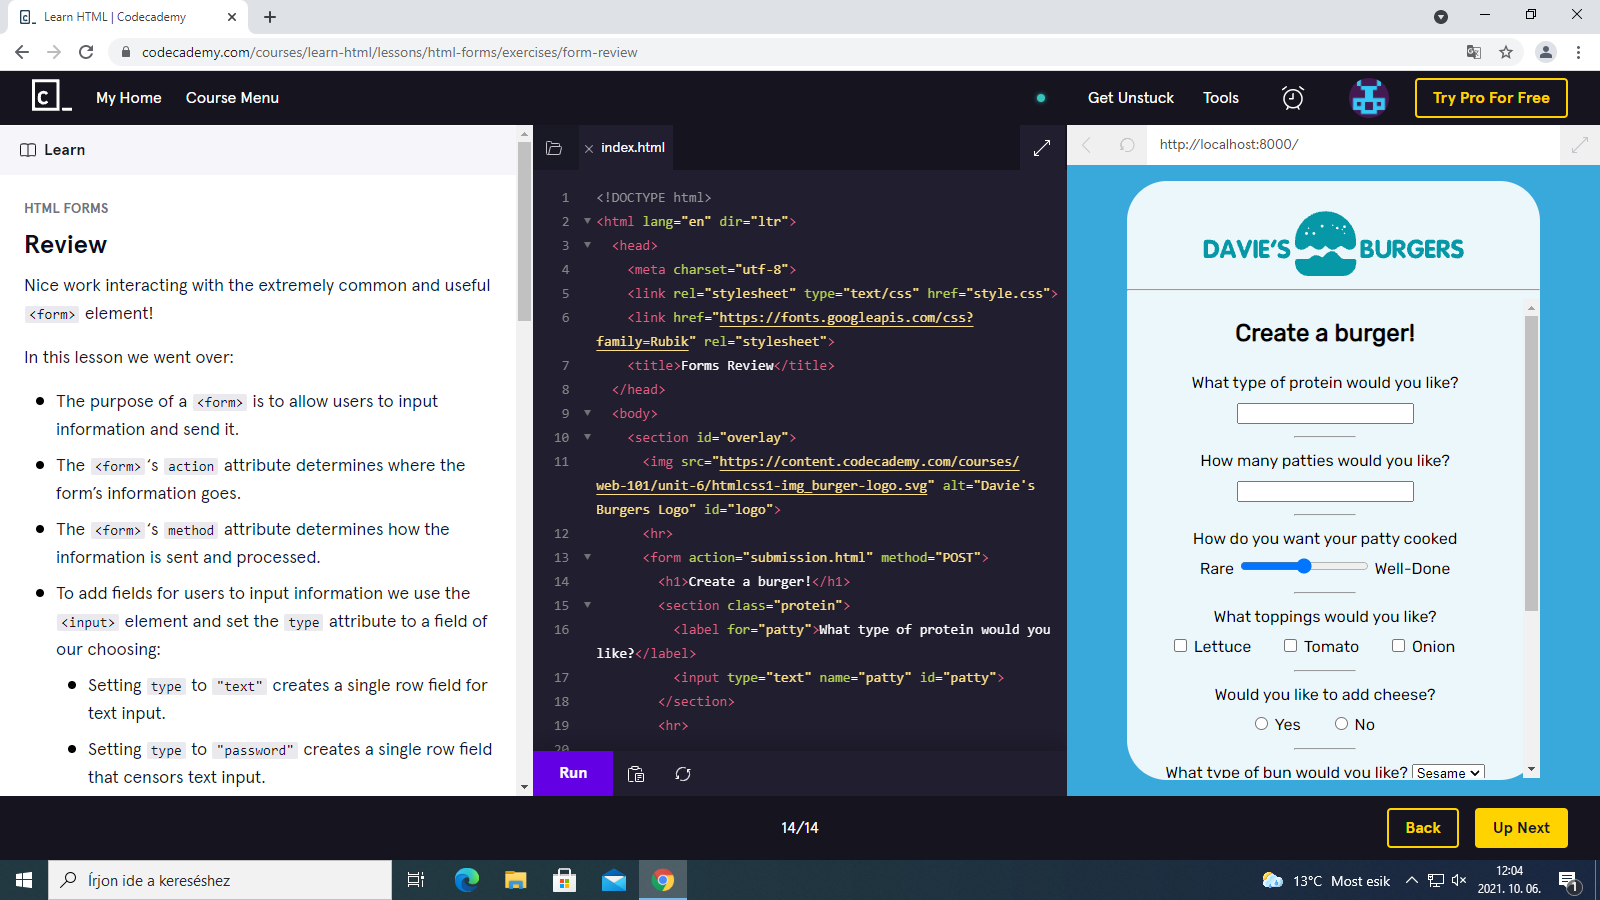 Learn HTML | Codecademy
codecademy.com/courses/learn-html/lessons/html-forms/exercises/form-review
C_
My Home
Course Menu
Get Unstuck
Tools
Try Pro For Free
Learn
HTML FORMS
Review
Nice work interacting with the extremely common and useful
<form> element!
In this lesson we went over:
The purpose of a <form> is to allow users to input
information and send it.
The <form>'s action attribute determines where the
form's information goes.
The <form>'s method attribute determines how the
information is sent and processed.
To add fields for users to input information we use the
<input> element and set the type attribute to a field of
our choosing:
Setting type to "text" creates a single row field for
text input.
Setting type to "password" creates a single row field
that censors text input.
index.html
1 <!DOCTYPE html>
2 <html lang="en" dir="ltr">
3 <head>
4 <meta charset="utf-8">
5 <link rel="stylesheet" type="text/css" href="style.css">
6 <link href="https://fonts.googleapis.com/css?
family=Rubik" rel="stylesheet">
7 <title>Forms Review</title>
8 </head>
9 <body>
10 <section id="overlay">
11 <img src="https://content.codecademy.com/courses/
web-101/unit-6/htmlcss1-img_burger-logo.svg" alt="Davie's
Burgers Logo" id="logo">
12 <hr>
13 <form action="submission.html" method="POST">
14 <h1>Create a burger!</h1>
15 <section class="protein">
16 <label for="patty">What type of protein would you
like?</label>
17 <input type="text" name="patty" id="patty">
18 </section>
19 <hr>
20
Run
http://localhost:8000/
DAVIE'S BURGERS
Create a burger!
What type of protein would you like?
How many patties would you like?
How do you want your patty cooked
Rare Well-Done
What toppings would you like?
Lettuce Tomato Onion
Would you like to add cheese?
Yes No
What type of bun would you like? Sesame
14/14
Back
Up Next
Írjon ide a kereséshez
13°C Most esik
12:04
2021. 10. 06.
1